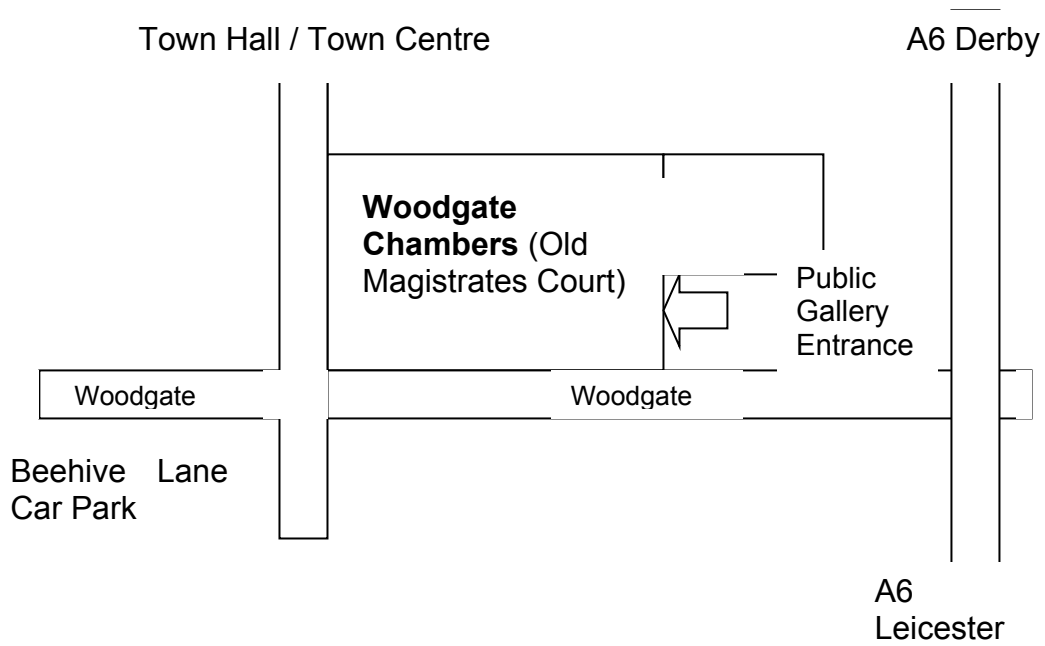 Town Hall / Town Centre
A6 Derby
Woodgate
Chambers (Old
Magistrates Court)
Public
Gallery
Entrance
Woodgate
Woodgate
Beehive Lane
Car Park
A6
Leicester